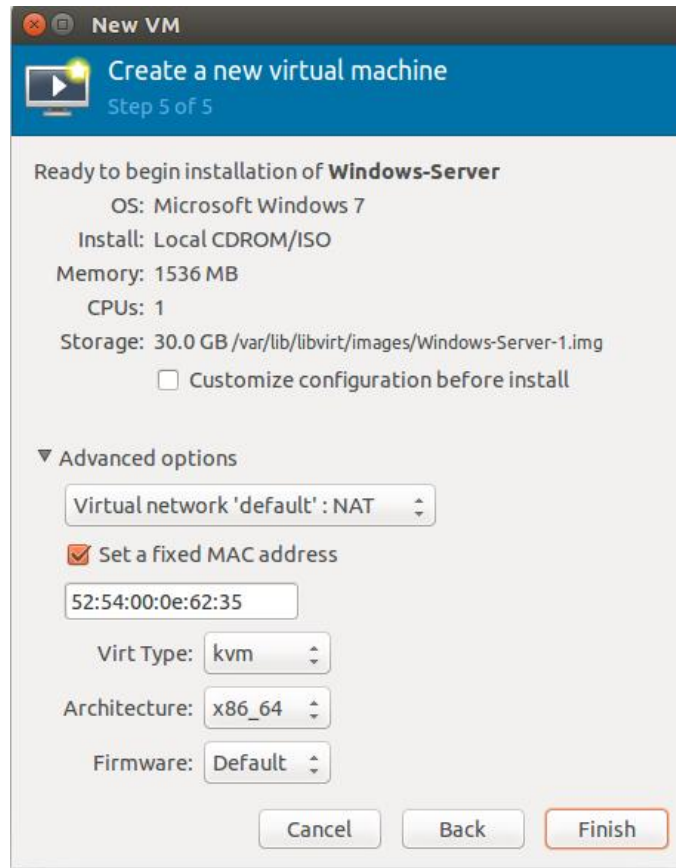 New VM
Create a new virtual machine
Step 5 of 5
Ready to begin installation of Windows-Server
OS: Microsoft Windows 7
Install: Local CDROM/ISO
Memory: 1536 MB
CPUs: 1
Storage: 30.0 GB /var/lib/libvirt/images/Windows-Server-1.img
Customize configuration before install
Advanced options
Virtual network 'default' : NAT
Set a fixed MAC address
52:54:00:0e:62:35
Virt Type: kvm
Architecture: x86_64
Firmware: Default
Cancel Back Finish